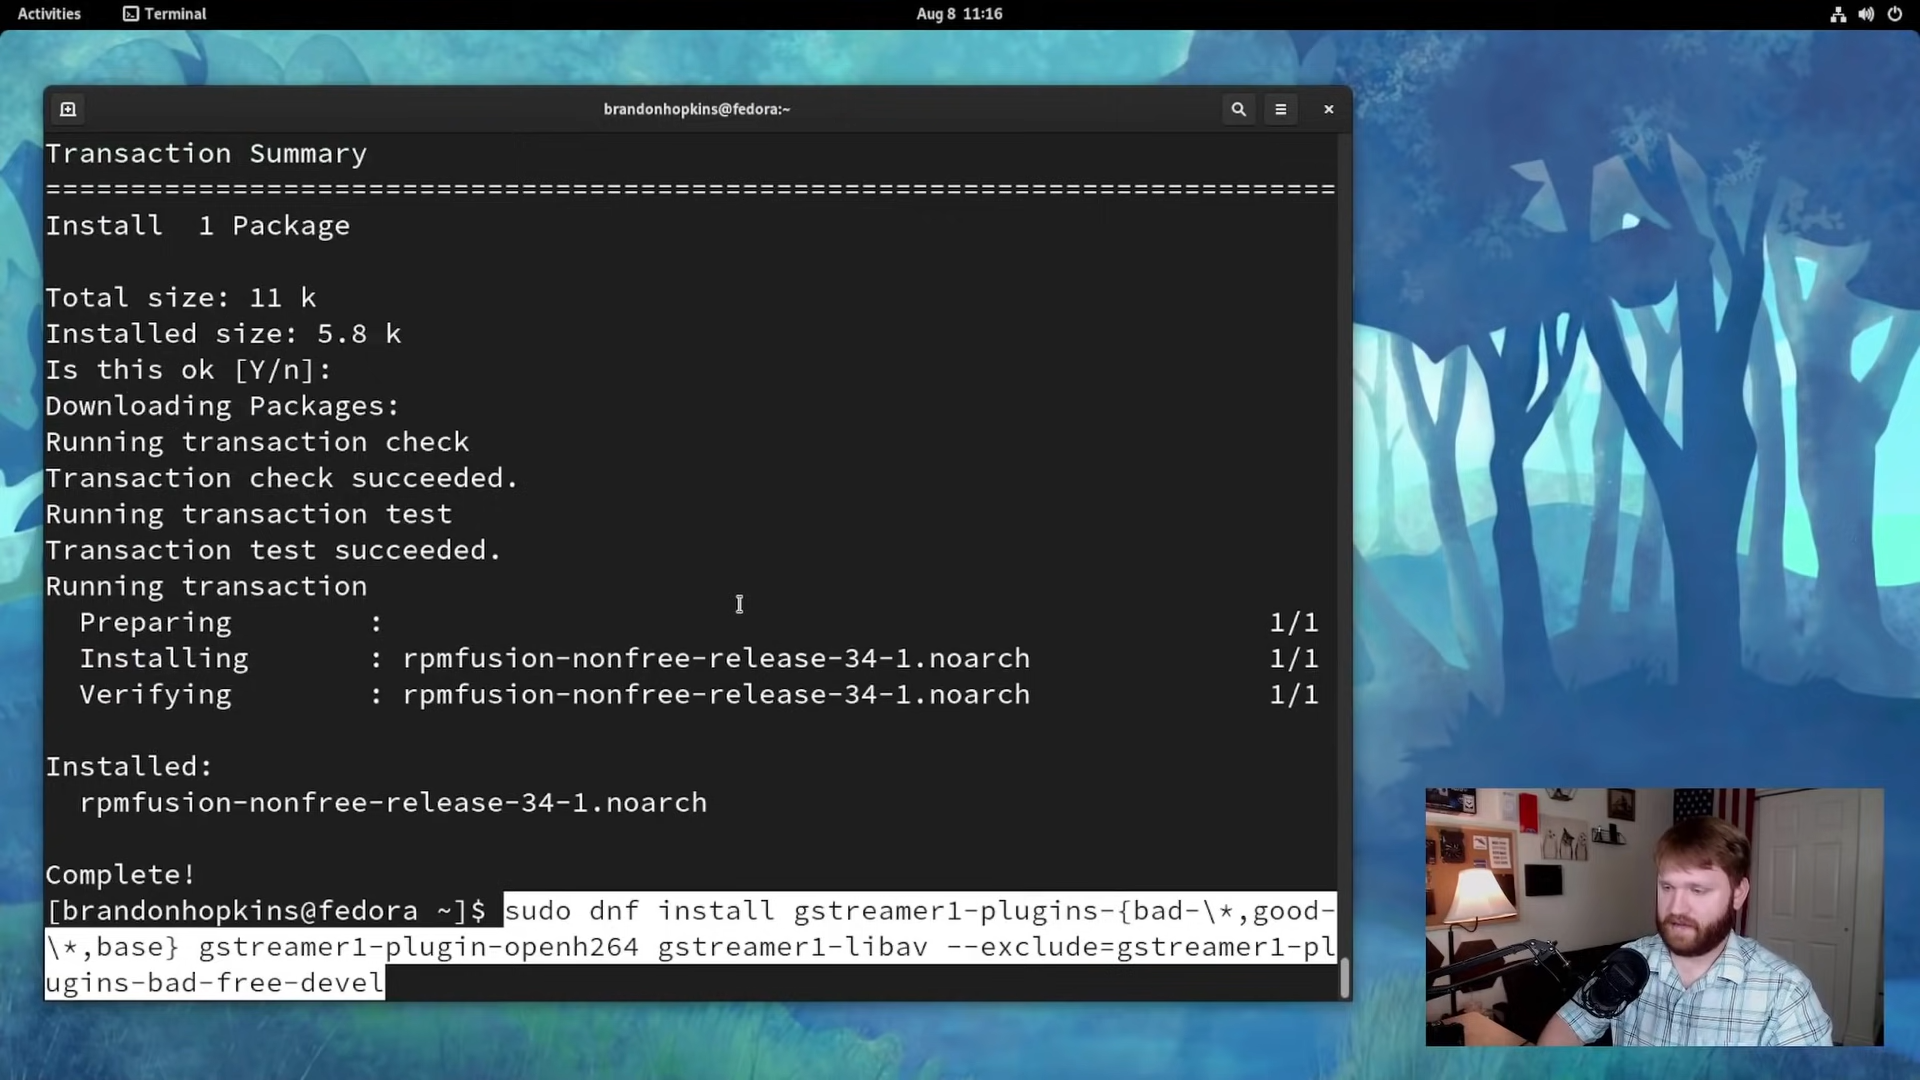 Activities
Terminal
Aug 8 11:16
brandonhopkins@fedora:~
Transaction Summary
============================================================================
Install  1 Package
Total size: 11 k
Installed size: 5.8 k
Is this ok [Y/n]:
Downloading Packages:
Running transaction check
Transaction check succeeded.
Running transaction test
Transaction test succeeded.
Running transaction
  Preparing        :                                                     1/1
  Installing       : rpmfusion-nonfree-release-34-1.noarch              1/1
  Verifying        : rpmfusion-nonfree-release-34-1.noarch              1/1
Installed:
  rpmfusion-nonfree-release-34-1.noarch
Complete!
[brandonhopkins@fedora ~]$ sudo dnf install gstreamer1-plugins-{bad-\*,good-
\*,base} gstreamer1-plugin-openh264 gstreamer1-libav --exclude=gstreamer1-pl
ugins-bad-free-devel